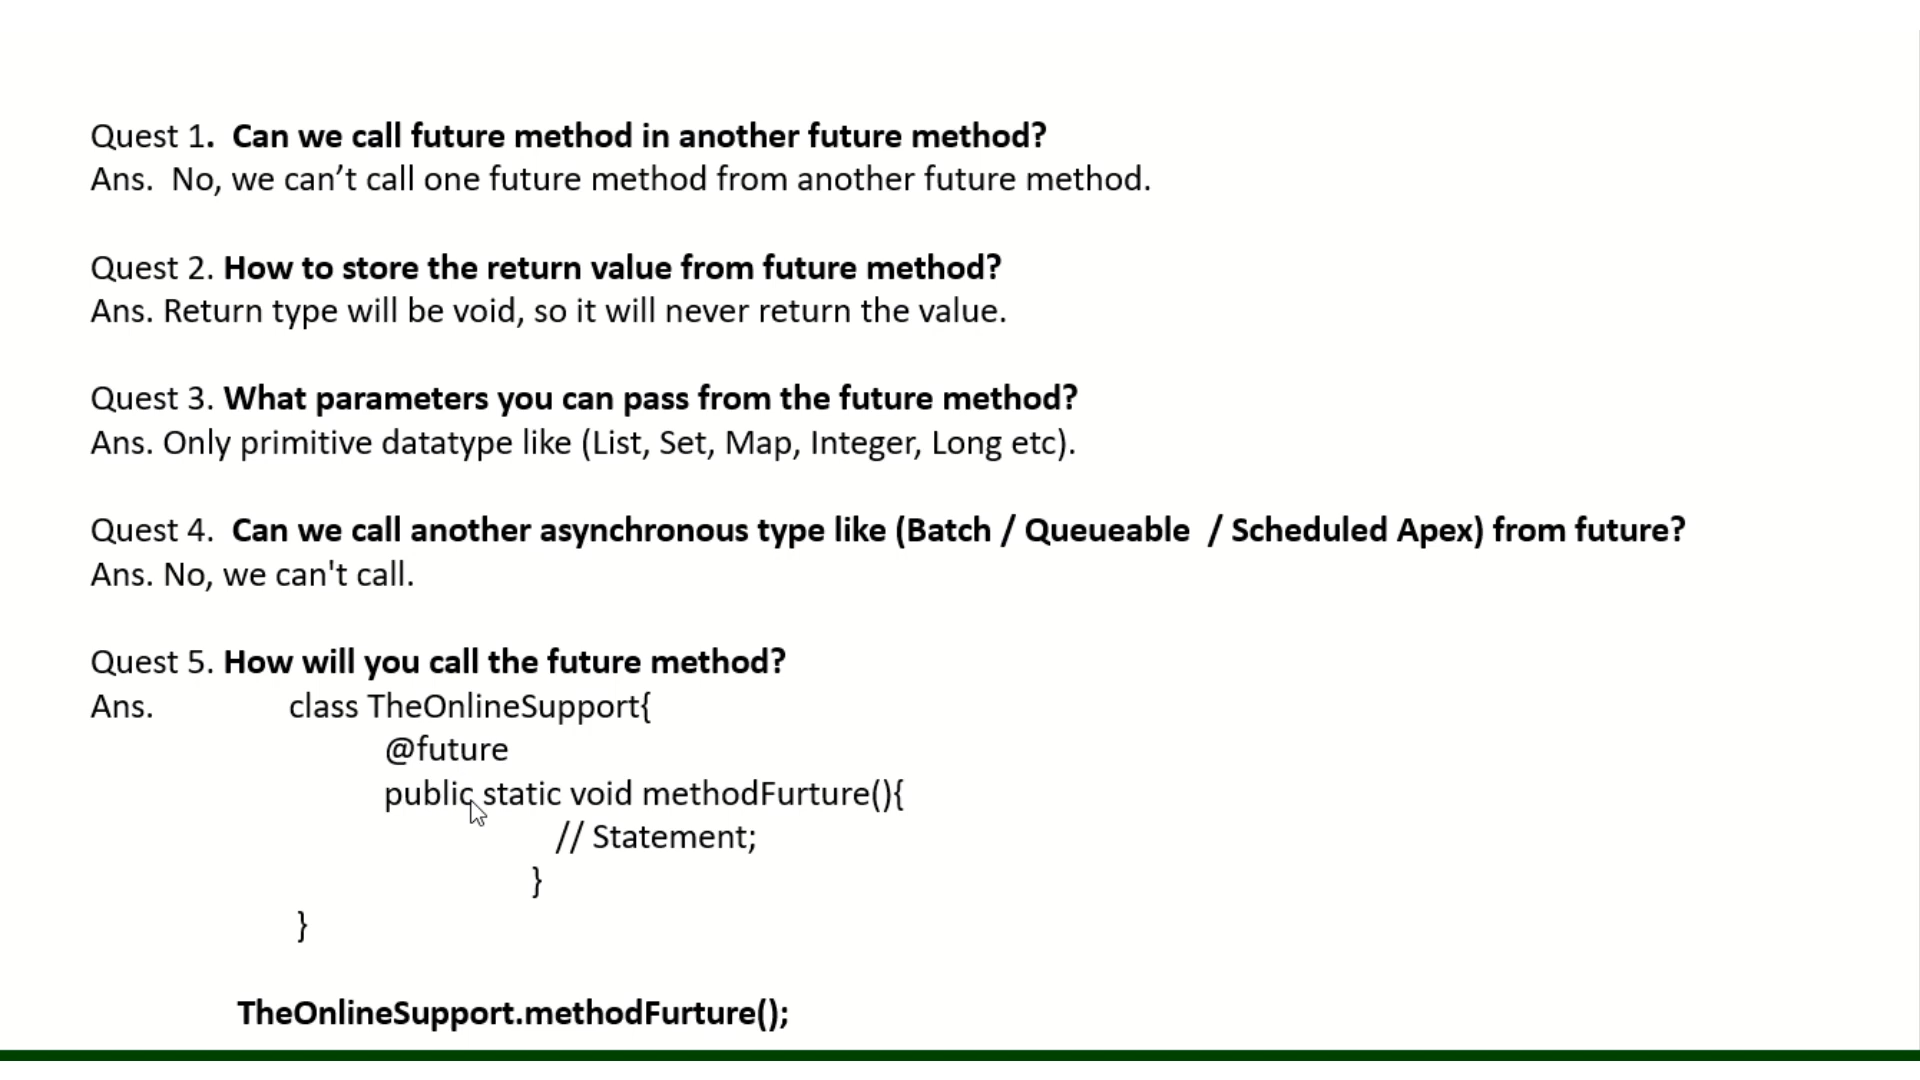 Quest 1.  Can we call future method in another future method?
Ans.  No, we can’t call one future method from another future method.
Quest 2. How to store the return value from future method?
Ans. Return type will be void, so it will never return the value.
Quest 3. What parameters you can pass from the future method?
Ans. Only primitive datatype like (List, Set, Map, Integer, Long etc).
Quest 4.  Can we call another asynchronous type like (Batch / Queueable  / Scheduled Apex) from future?
Ans. No, we can't call.
Quest 5. How will you call the future method?
Ans. class TheOnlineSupport{
@future
public static void methodFurture(){
// Statement;
}
}
TheOnlineSupport.methodFurture();